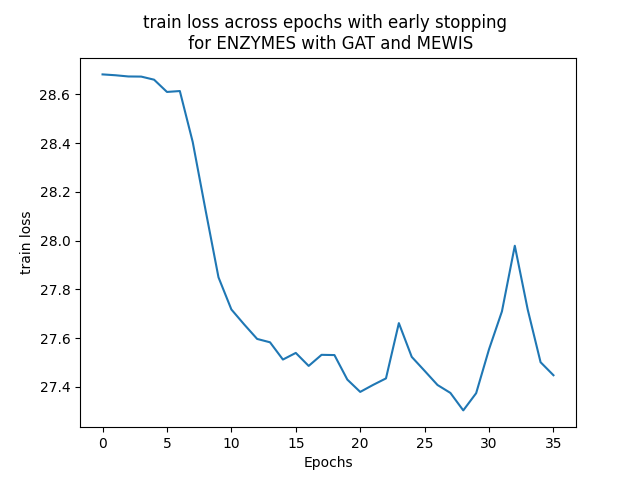 train loss across epochs with early stopping
for ENZYMES with GAT and MEWIS
28.6
28.4
28.2
28.0
27.8
27.6
27.4
train loss
0 5 10 15 20 25 30 35
Epochs